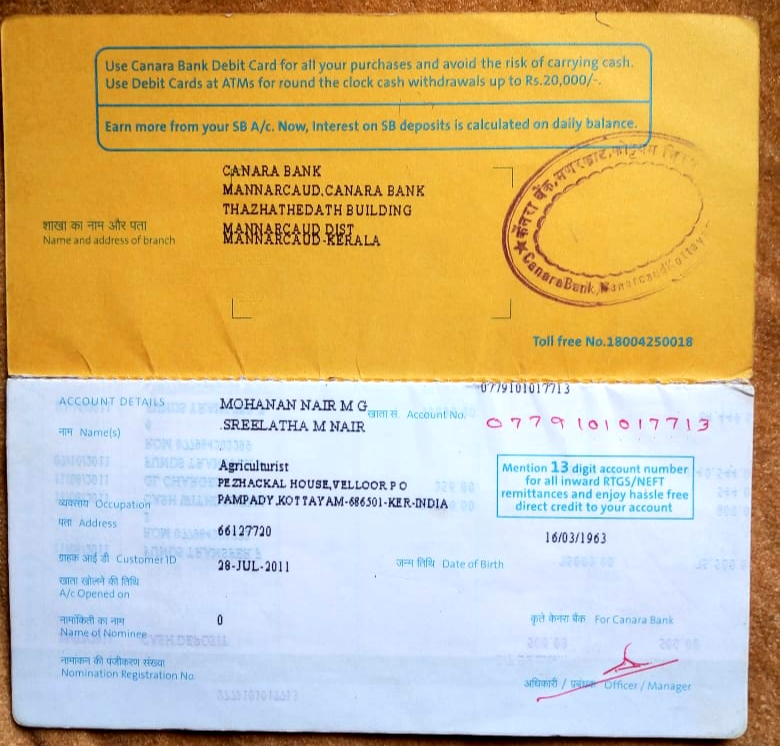 Use Canara Bank Debit Card for all your purchases and avoid the risk of carrying cash.
Use Debit Cards at ATMs for round the clock cash withdrawals up to Rs.20,000/-.
Earn more from your SB A/c. Now, Interest on SB deposits is calculated on daily balance.
CANARA BANK
MANNARCAUD,CANARA BANK
THAZHATHEDATH BUILDING
शाखा का नाम और पता
Name and address of branch
MANNARCAUD DIST
MANNARCAUD-KERALA
केनरा बैंक,
Canara Bank, Manarcaud Kottayam
Toll free No.18004250018
0779101017713
ACCOUNT DETAILS
MOHANAN NAIR M G
खाता सं. Account No.
0779101017713
नाम Name(s)
.SREELATHA M NAIR
Agriculturist
PEZHACKAL HOUSE,VELLOOR P O
व्यवसाय Occupation
PAMPADY,KOTTAYAM-686501-KER-INDIA
Mention 13 digit account number
for all inward RTGS/NEFT
remittances and enjoy hassle free
direct credit to your account
पता Address
66127720
16/03/1963
ग्राहक आई डी Customer ID
28-JUL-2011
जन्म तिथि Date of Birth
खाता खोलने की तिथि
A/c Opened on
नामांकिती का नाम
Name of Nominee
0
कृते केनरा बैंक For Canara Bank
नामांकन की पंजीकरण संख्या
Nomination Registration No.
अधिकारी / प्रबंधक Officer / Manager